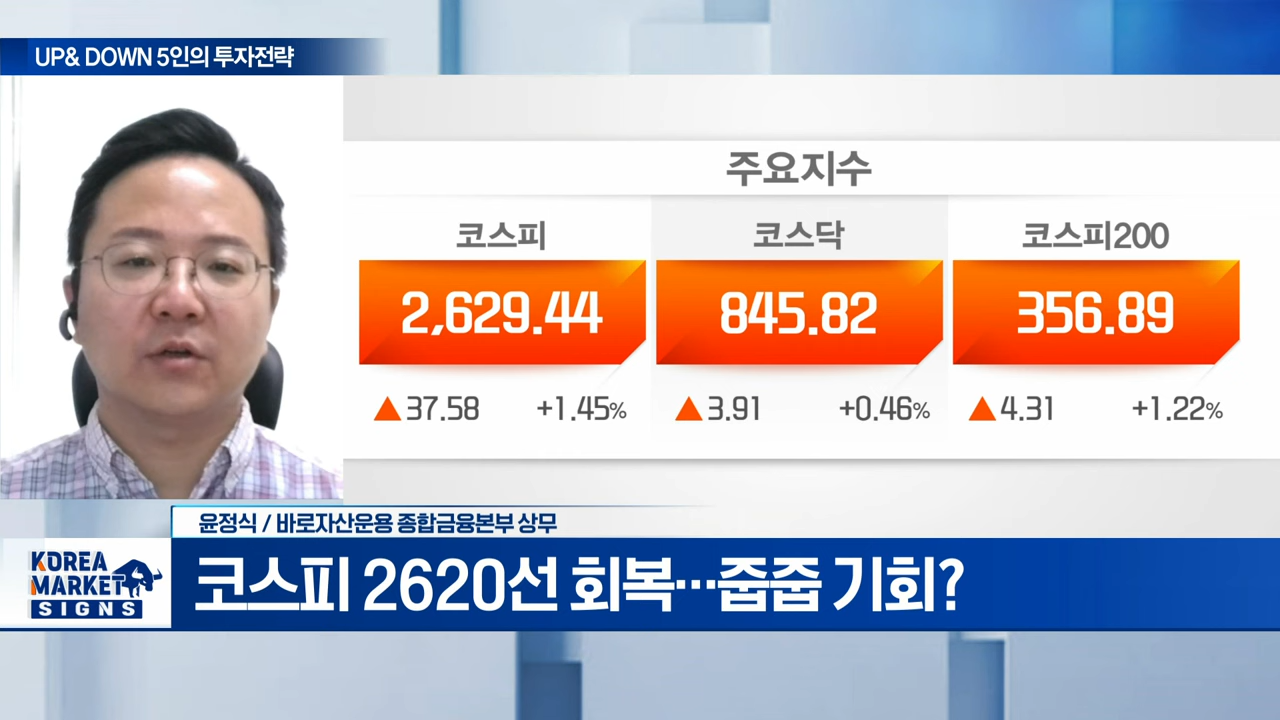 UP& DOWN 5인의 투자전략
주요지수
코스피
코스닥
코스피200
2,629.44
845.82
356.89
▲37.58 +1.45%
▲3.91 +0.46%
▲4.31 +1.22%
윤정식 / 바로자산운용 종합금융본부 상무
KOREA
MARKET
SIGNS
코스피 2620선 회복…줍줍 기회?